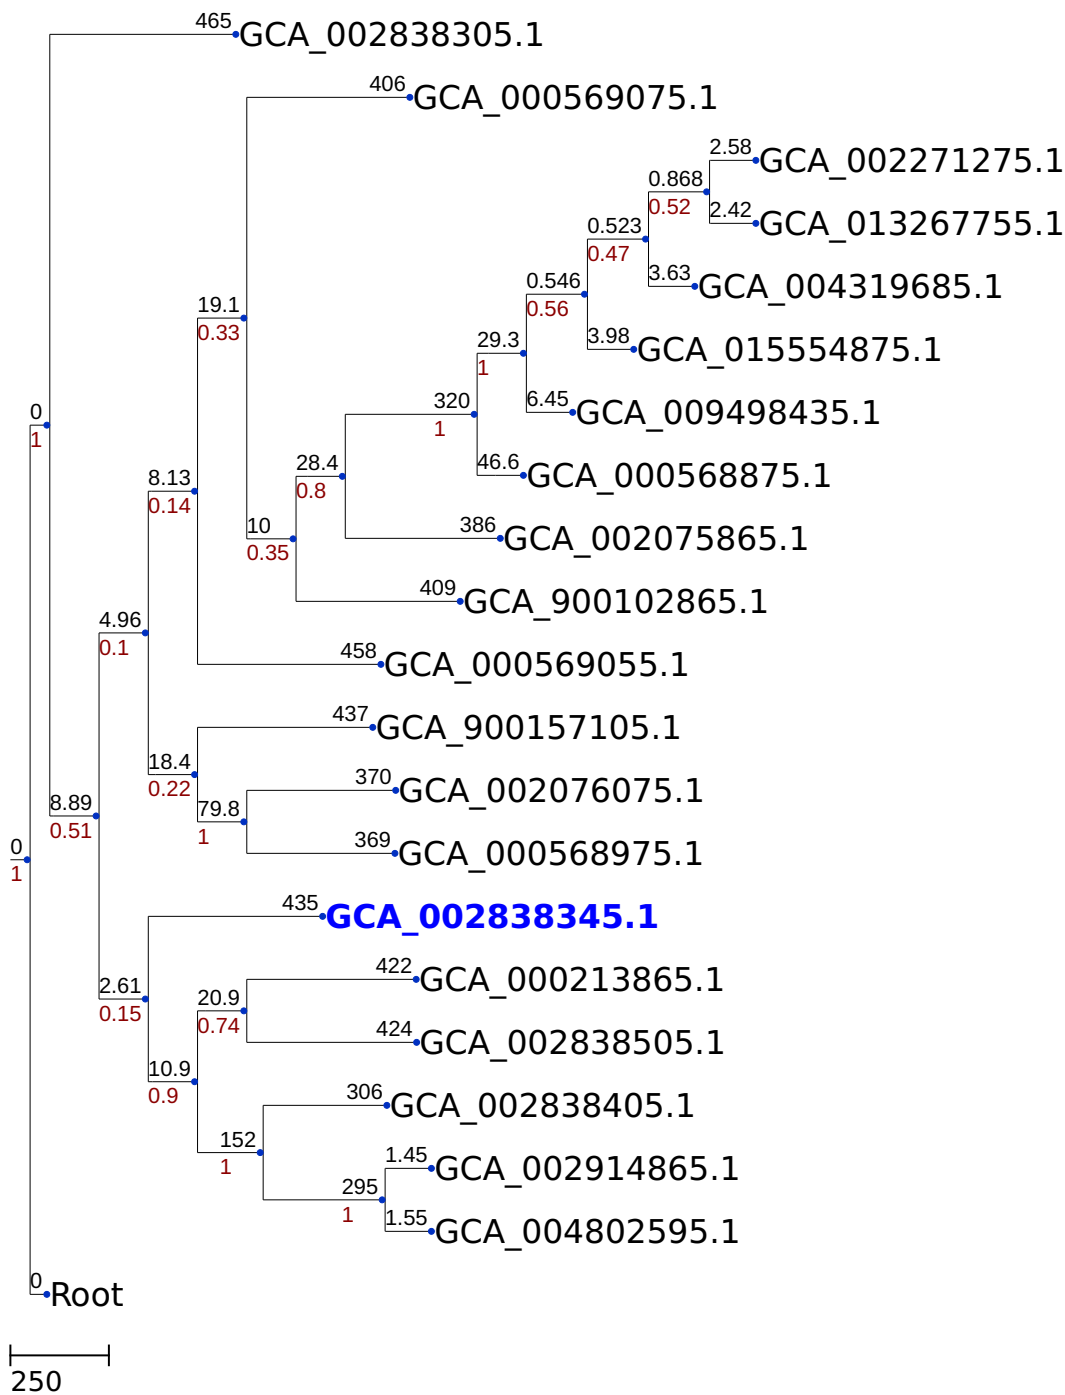 465 GCA_002838305.1
406 GCA_000569075.1
2.58 GCA_002271275.1
0.868
0.52
2.42 GCA_013267755.1
0.523
0.47
3.63 GCA_004319685.1
0.546
0.56
19.1
0.33
3.98 GCA_015554875.1
29.3
1
6.45 GCA_009498435.1
320
1
0
1
46.6 GCA_000568875.1
28.4
0.8
8.13
0.14
386 GCA_002075865.1
10
0.35
409 GCA_900102865.1
4.96
0.1
458 GCA_000569055.1
437 GCA_900157105.1
18.4
0.22
370 GCA_002076075.1
8.89
0.51
79.8
1
369 GCA_000568975.1
0
1
435 GCA_002838345.1
422 GCA_000213865.1
2.61
0.15
20.9
0.74
424 GCA_002838505.1
10.9
0.9
306 GCA_002838405.1
152
1
1.45 GCA_002914865.1
295
1
1.55 GCA_004802595.1
0 Root
250